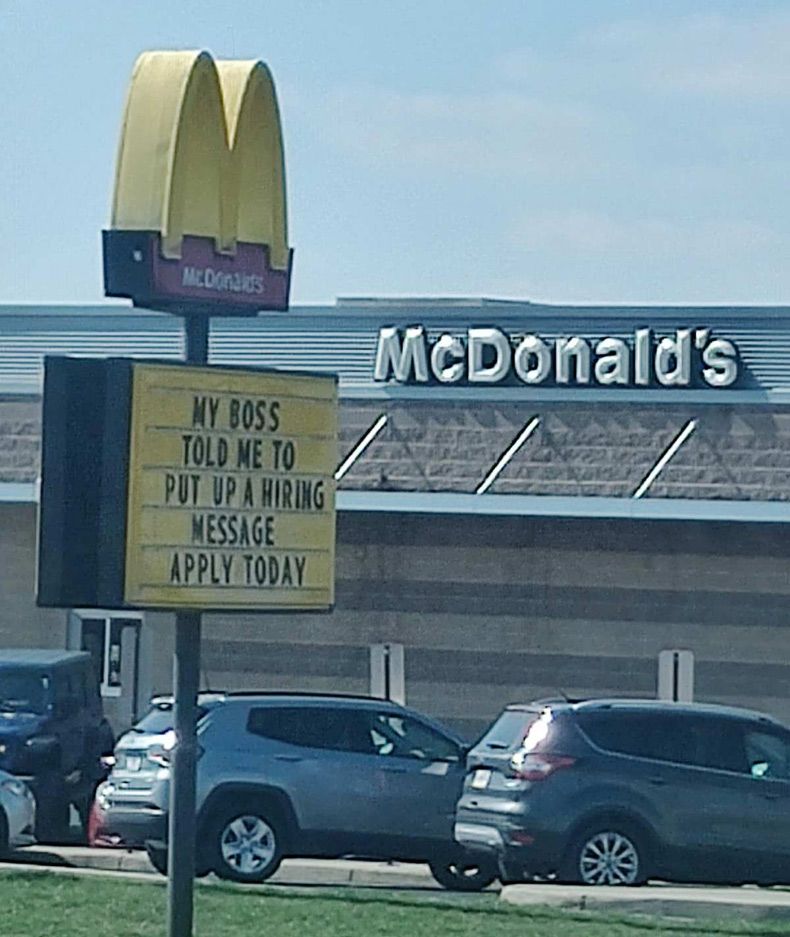 McDonald's
McDonald's
MY BOSS
TOLD ME TO
PUT UP A HIRING
MESSAGE
APPLY TODAY